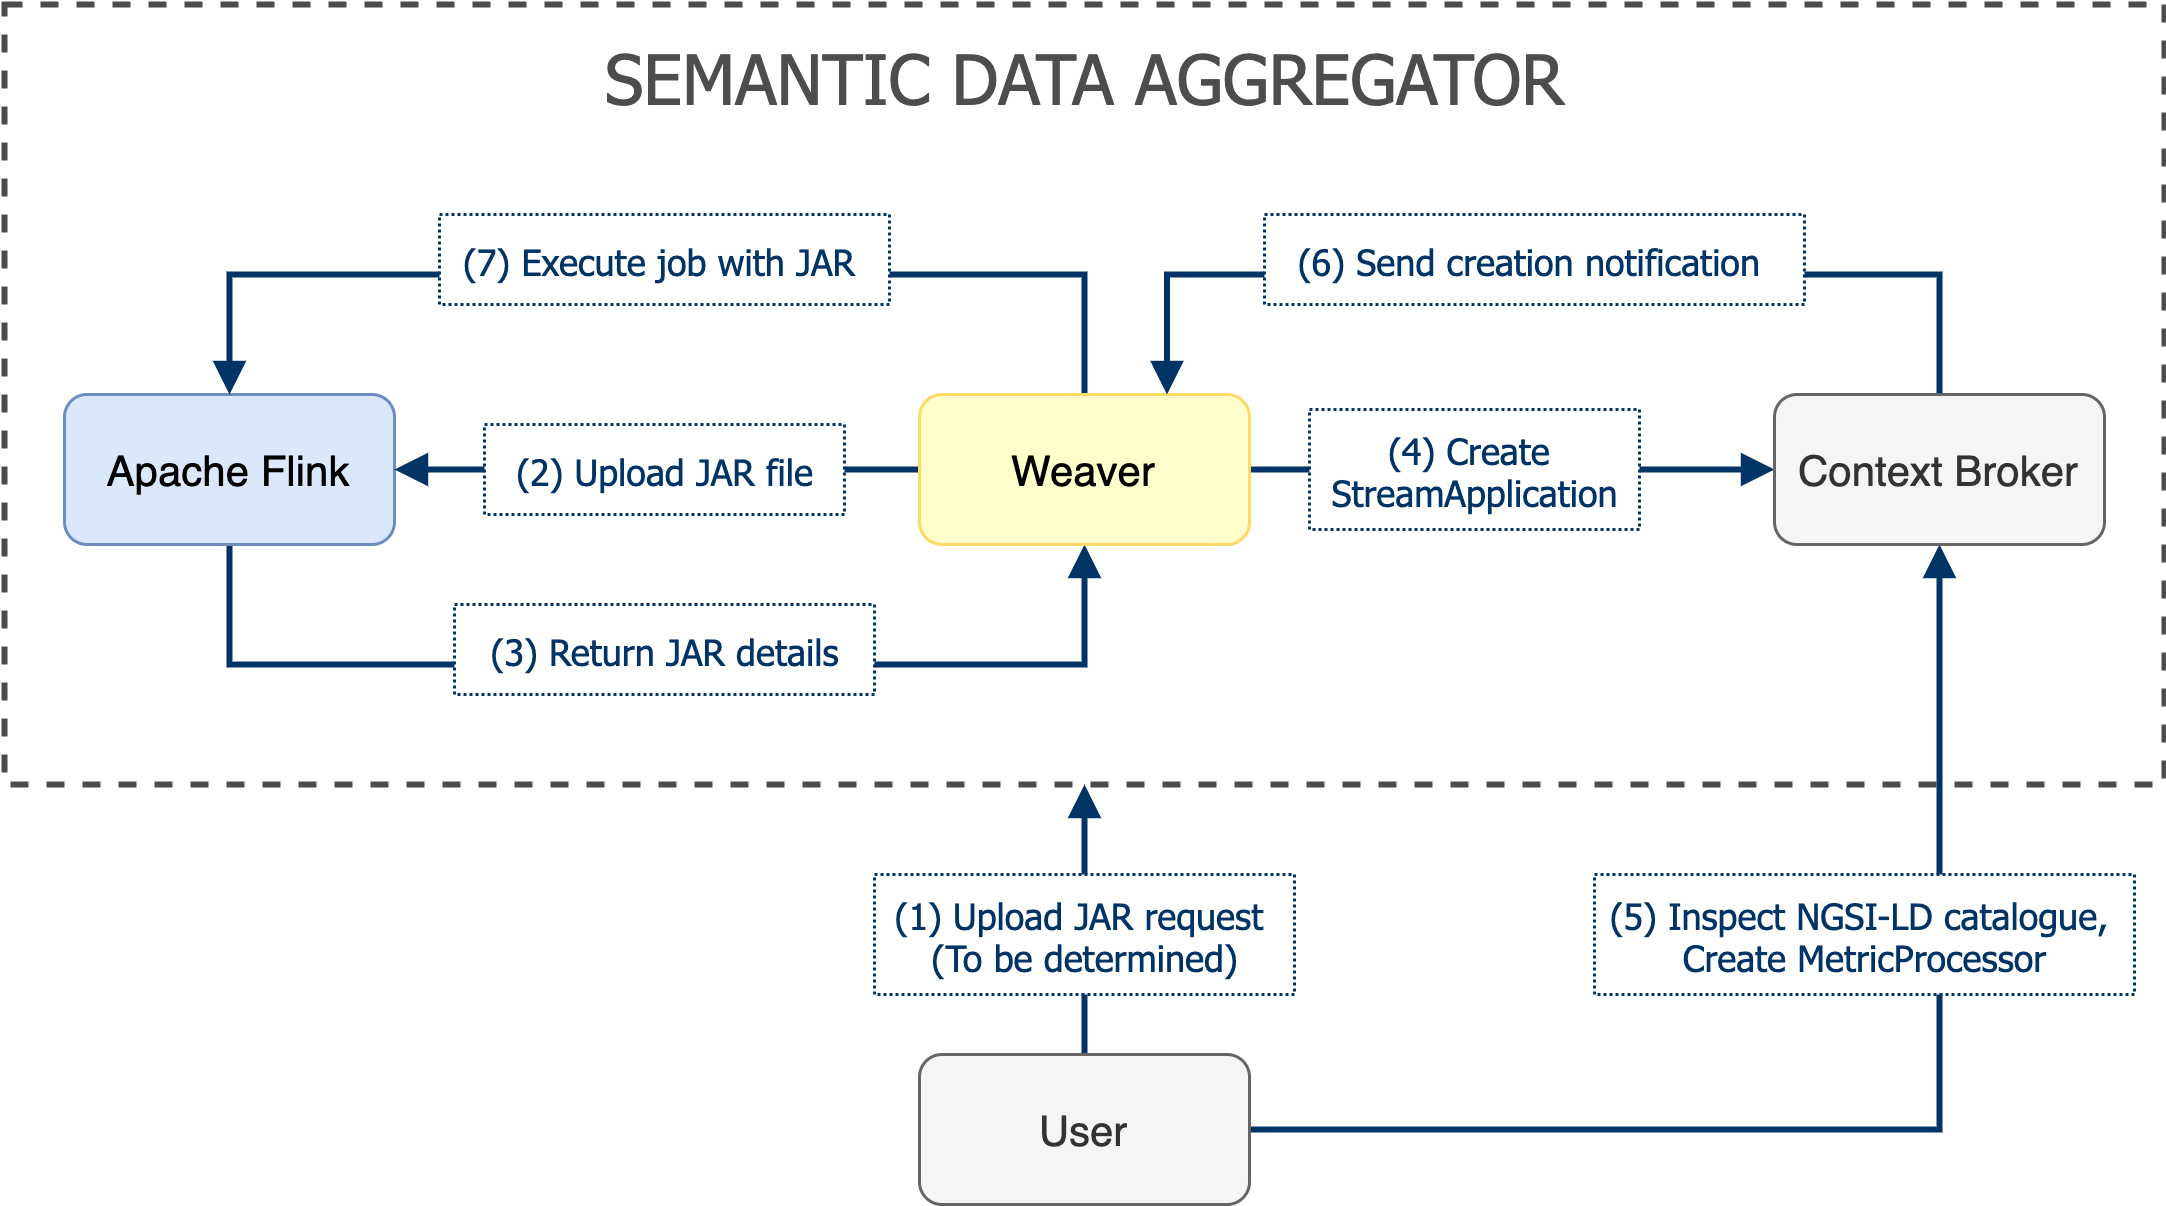 SEMANTIC DATA AGGREGATOR
(7) Execute job with JAR
(6) Send creation notification
Apache Flink
(2) Upload JAR file
Weaver
(4) Create
StreamApplication
Context Broker
(3) Return JAR details
(1) Upload JAR request
(To be determined)
(5) Inspect NGSI-LD catalogue,
Create MetricProcessor
User